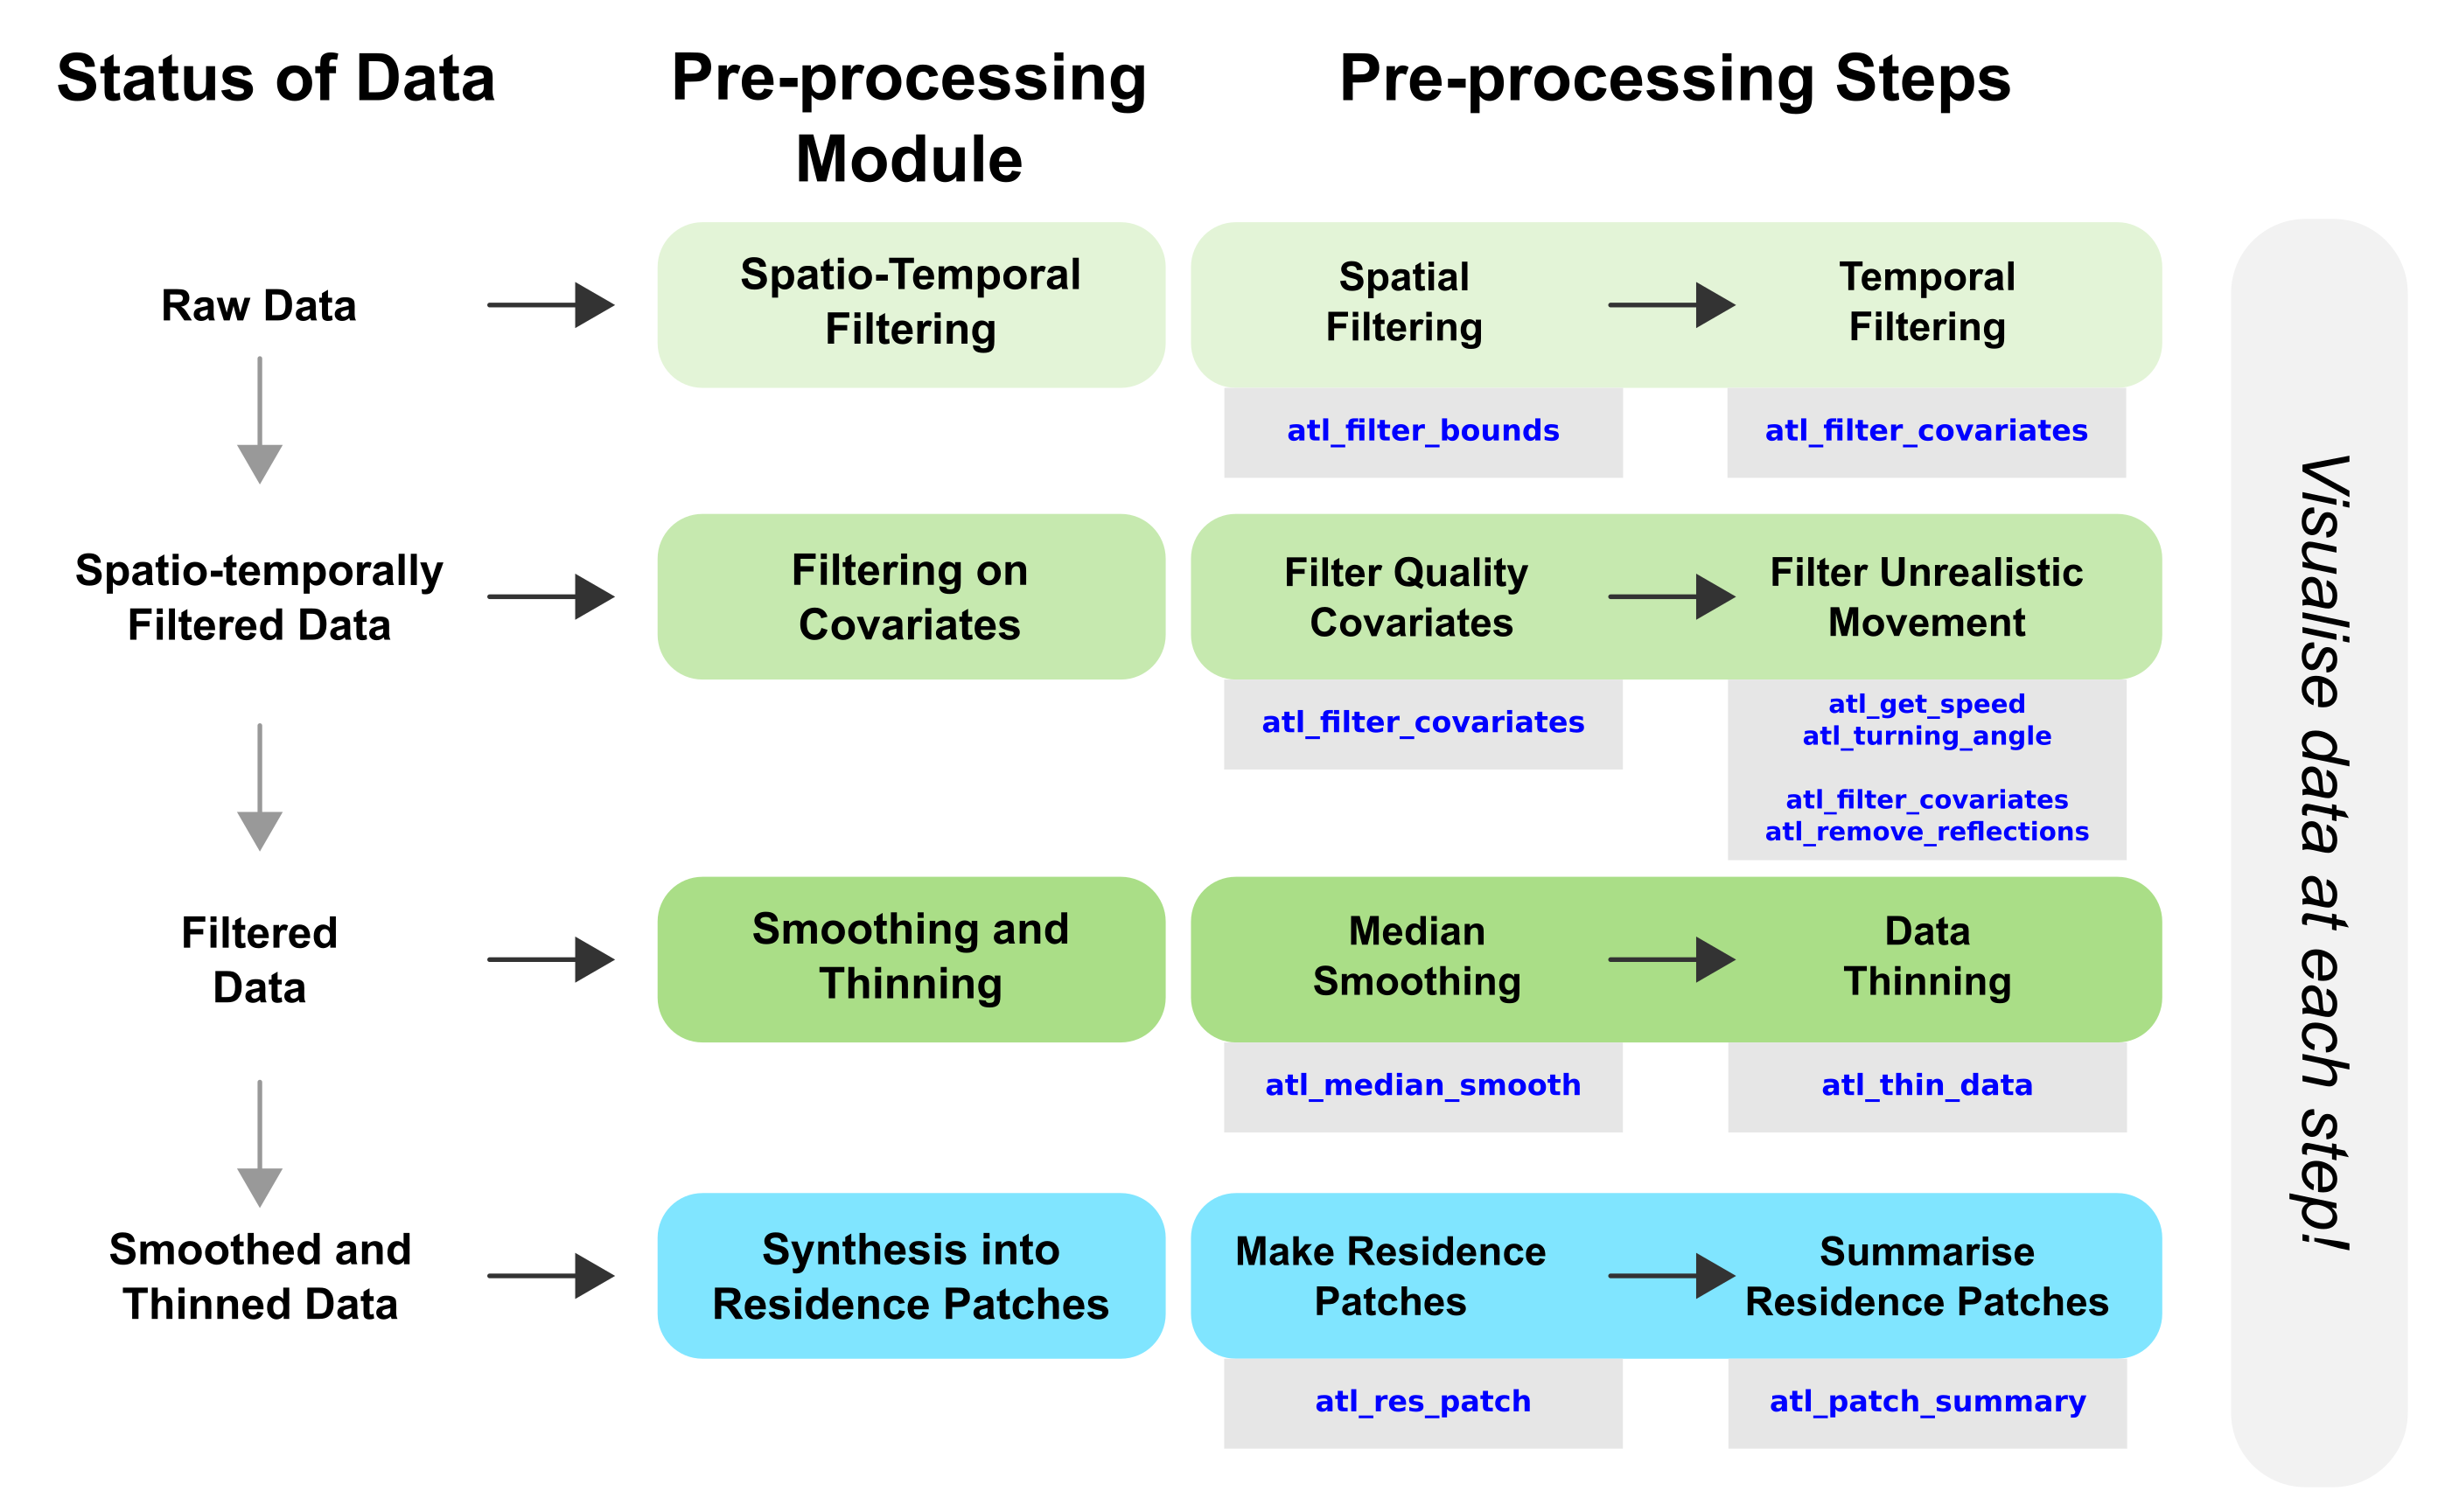 Status of Data
Pre-processing
Module
Pre-processing Steps
Raw Data
Spatio-Temporal
Filtering
Spatial
Filtering
Temporal
Filtering
atl_filter_bounds
atl_filter_covariates
Spatio-temporally
Filtered Data
Filtering on
Covariates
Filter Quality
Covariates
Filter Unrealistic
Movement
atl_filter_covariates
atl_get_speed
atl_turning_angle
atl_filter_covariates
atl_remove_reflections
Filtered
Data
Smoothing and
Thinning
Median
Smoothing
Data
Thinning
atl_median_smooth
atl_thin_data
Smoothed and
Thinned Data
Synthesis into
Residence Patches
Make Residence
Patches
Summarise
Residence Patches
atl_res_patch
atl_patch_summary
Visualise data at each step!